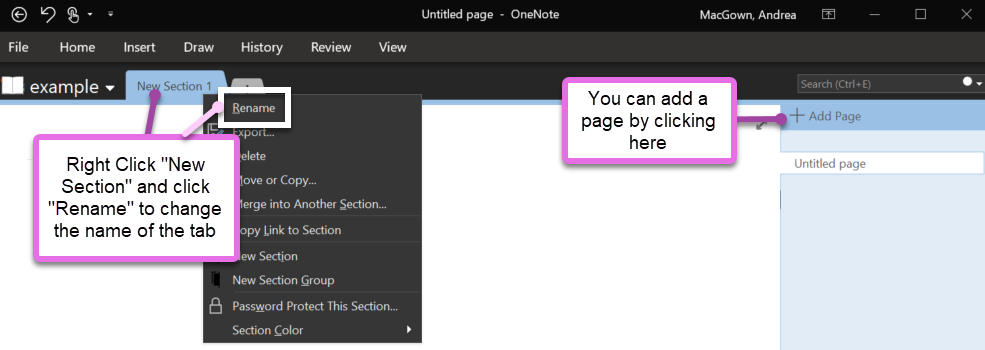 Untitled page - OneNote
MacGown, Andrea
File Home Insert Draw History Review View
example
New Section 1
Search (Ctrl+E)
Rename
Export...
Delete
Move or Copy...
Merge into Another Section...
Copy Link to Section
New Section
New Section Group
Password Protect This Section...
Section Color
Right Click "New
Section" and click
"Rename" to change
the name of the tab
You can add a
page by clicking
here
Add Page
Untitled page